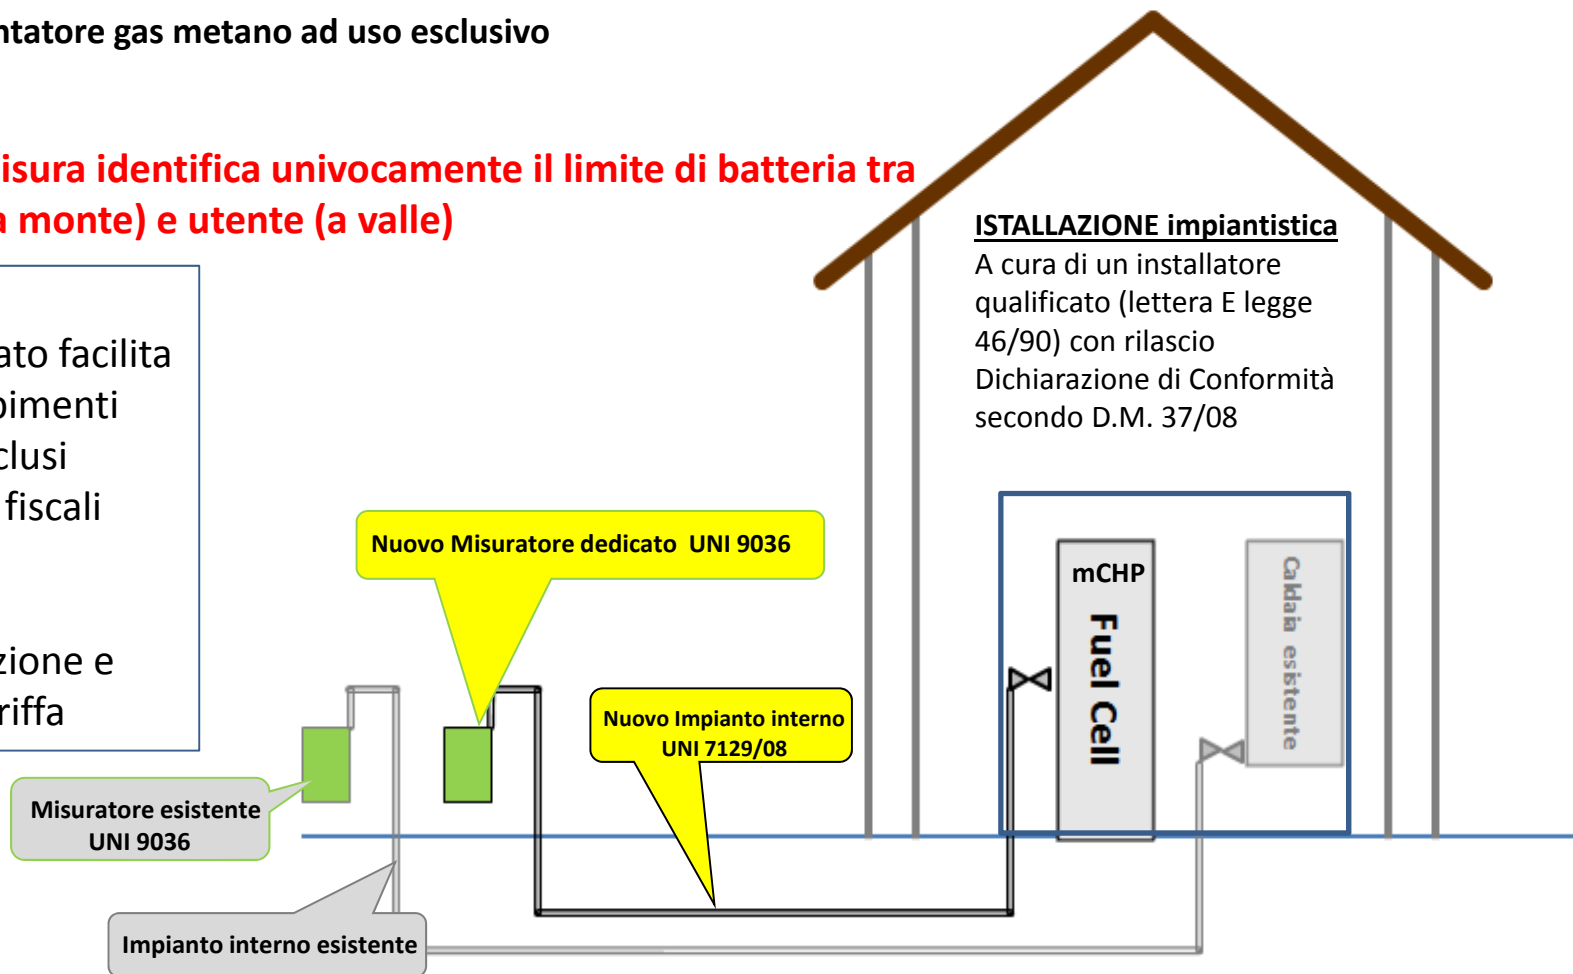 ntatore gas metano ad uso esclusivo
isura identifica univocamente il limite di batteria tra
a monte) e utente (a valle)
ato facilita
pimenti
clusi
fiscali
zione e
riffa
ISTALLAZIONE impiantistica
A cura di un installatore
qualificato (lettera E legge
46/90) con rilascio
Dichiarazione di Conformità
secondo D.M. 37/08
Nuovo Misuratore dedicato UNI 9036
mCHP
Fuel Cell
Caldaia esistente
Nuovo Impianto interno
UNI 7129/08
Misuratore esistente
UNI 9036
Impianto interno esistente